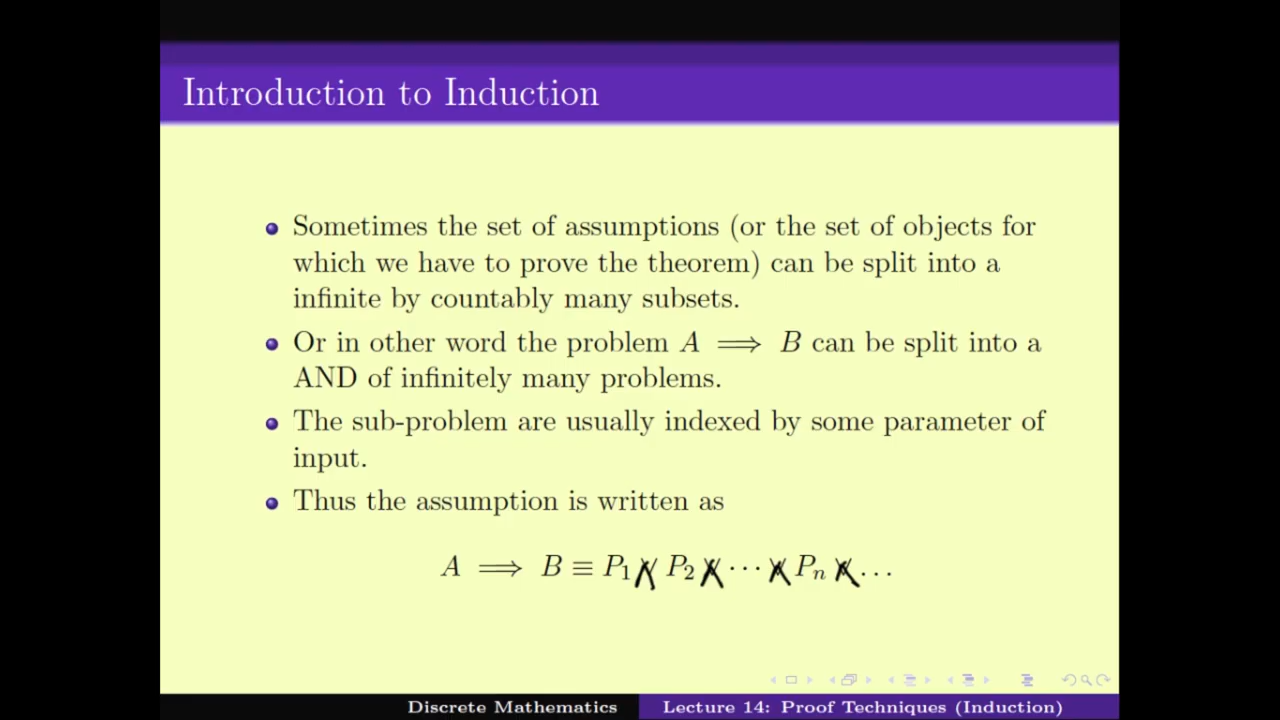 Introduction to Induction
Sometimes the set of assumptions (or the set of objects for
which we have to prove the theorem) can be split into a
infinite by countably many subsets.
Or in other word the problem A ⟹ B can be split into a
AND of infinitely many problems.
The sub-problem are usually indexed by some parameter of
input.
Thus the assumption is written as
A ⟹ B ≡ P₁ ∧ P₂ ∧ ··· ∧ Pₙ ∧ ...
Discrete Mathematics
Lecture 14: Proof Techniques (Induction)